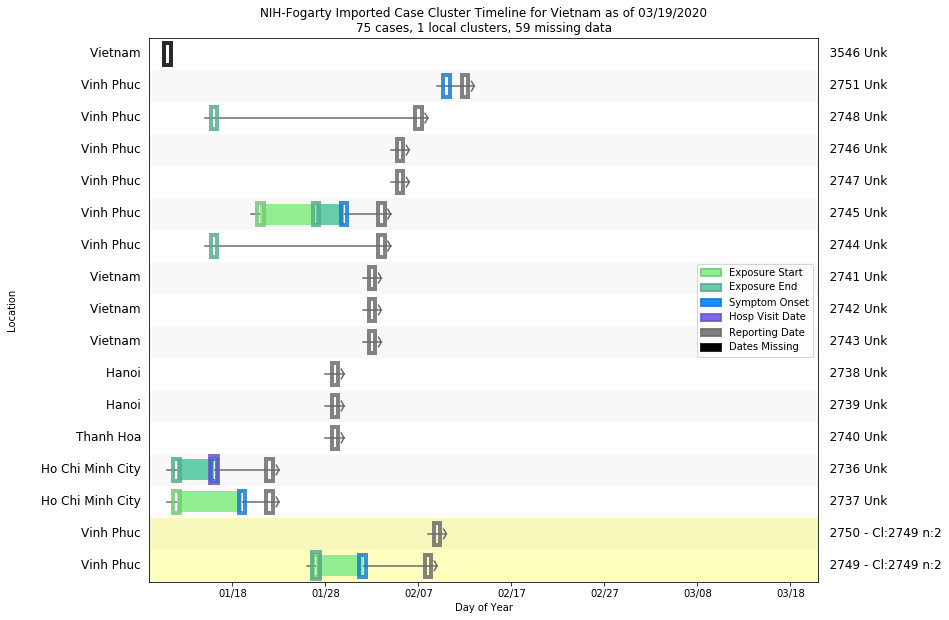 NIH-Fogarty Imported Case Cluster Timeline for Vietnam as of 03/19/2020
75 cases, 1 local clusters, 59 missing data
Vietnam 3546 Unk
Vinh Phuc 2751 Unk
Vinh Phuc 2748 Unk
Vinh Phuc 2746 Unk
Vinh Phuc 2747 Unk
Vinh Phuc 2745 Unk
Vinh Phuc 2744 Unk
Vietnam 2741 Unk
Vietnam 2742 Unk
Vietnam 2743 Unk
Hanoi 2738 Unk
Hanoi 2739 Unk
Thanh Hoa 2740 Unk
Ho Chi Minh City 2736 Unk
Ho Chi Minh City 2737 Unk
Vinh Phuc 2750 - Cl:2749 n:2
Vinh Phuc 2749 - Cl:2749 n:2
Location
Exposure Start
Exposure End
Symptom Onset
Hosp Visit Date
Reporting Date
Dates Missing
01/18 01/28 02/07 02/17 02/27 03/08 03/18
Day of Year